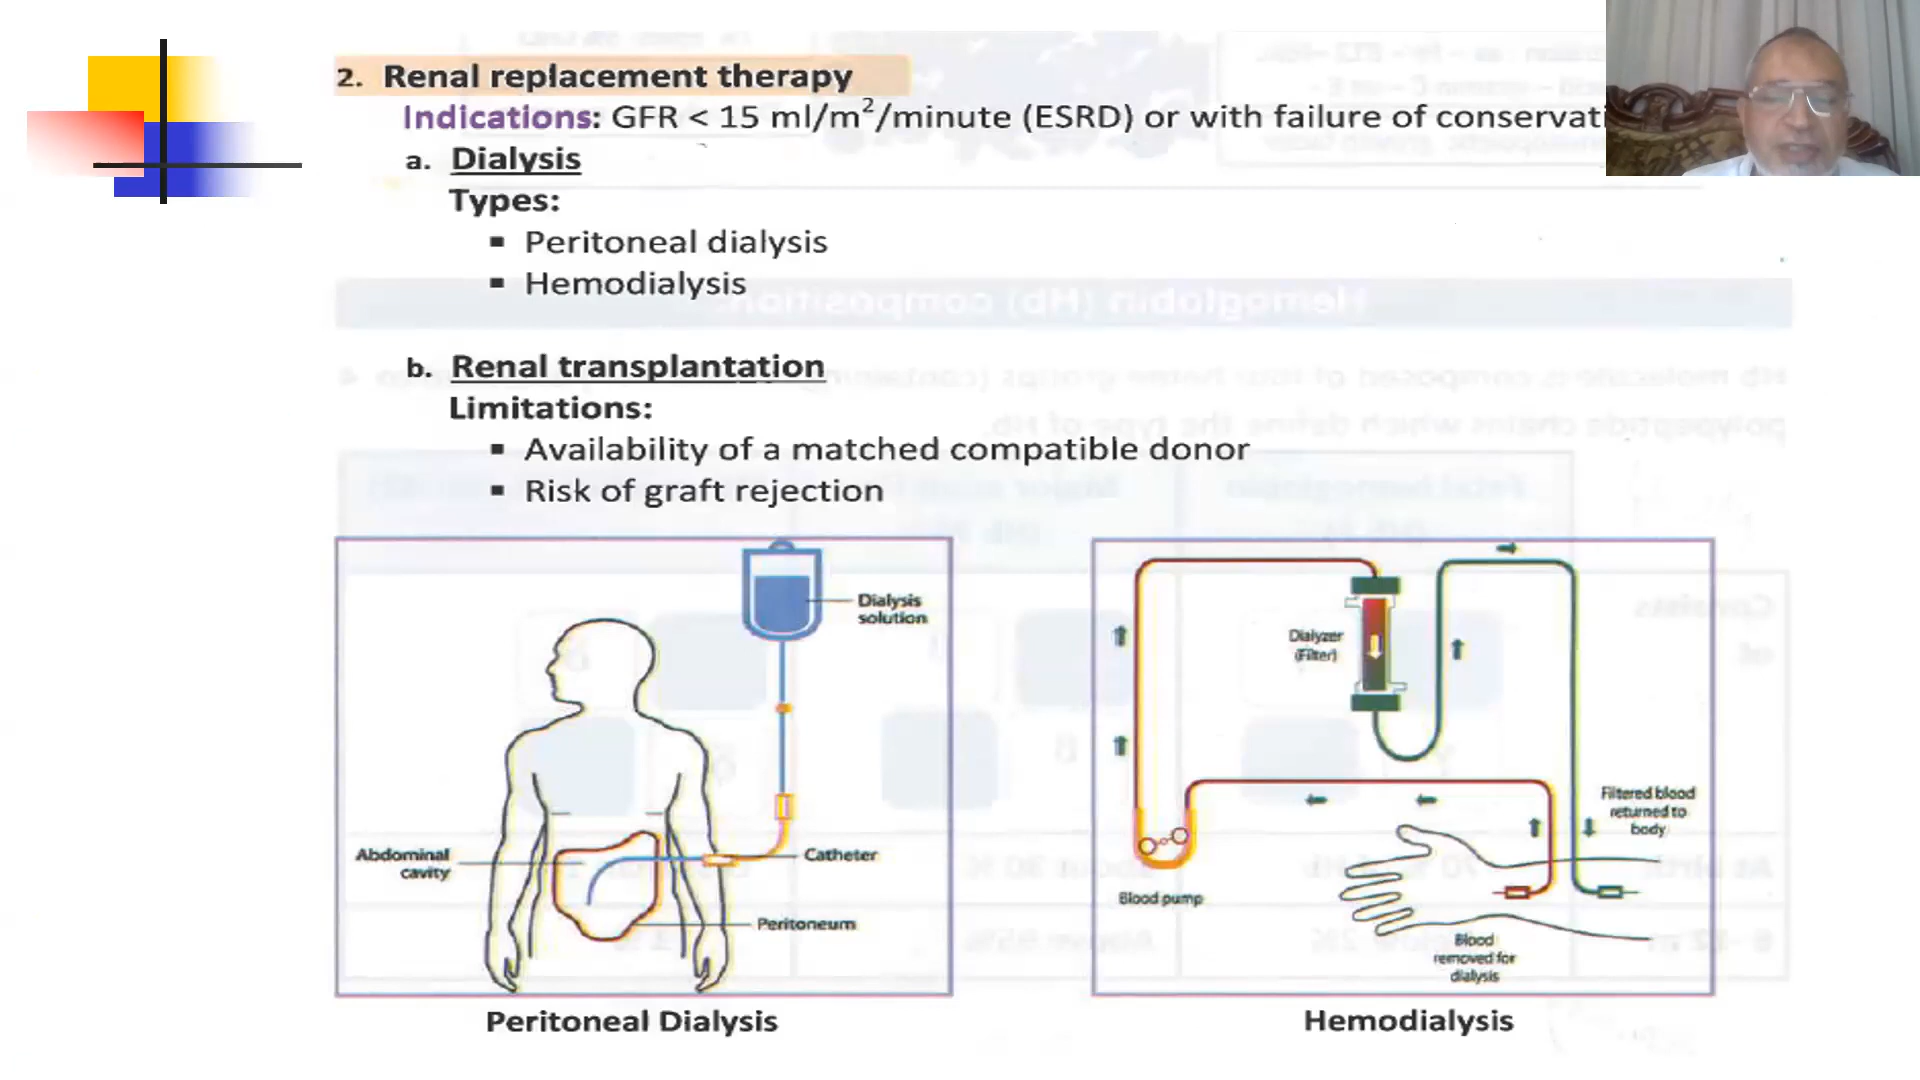 2. Renal replacement therapy
Indications: GFR < 15 ml/m²/minute (ESRD) or with failure of conservati
a. Dialysis
Types:
▪ Peritoneal dialysis
▪ Hemodialysis
b. Renal transplantation
Limitations:
▪ Availability of a matched compatible donor
▪ Risk of graft rejection
Dialysis
solution
Abdominal
cavity
Catheter
Peritoneum
Peritoneal Dialysis
Dialyzer
(Filter)
Filtered blood
returned to
body
Blood pump
Blood
removed for
dialysis
Hemodialysis